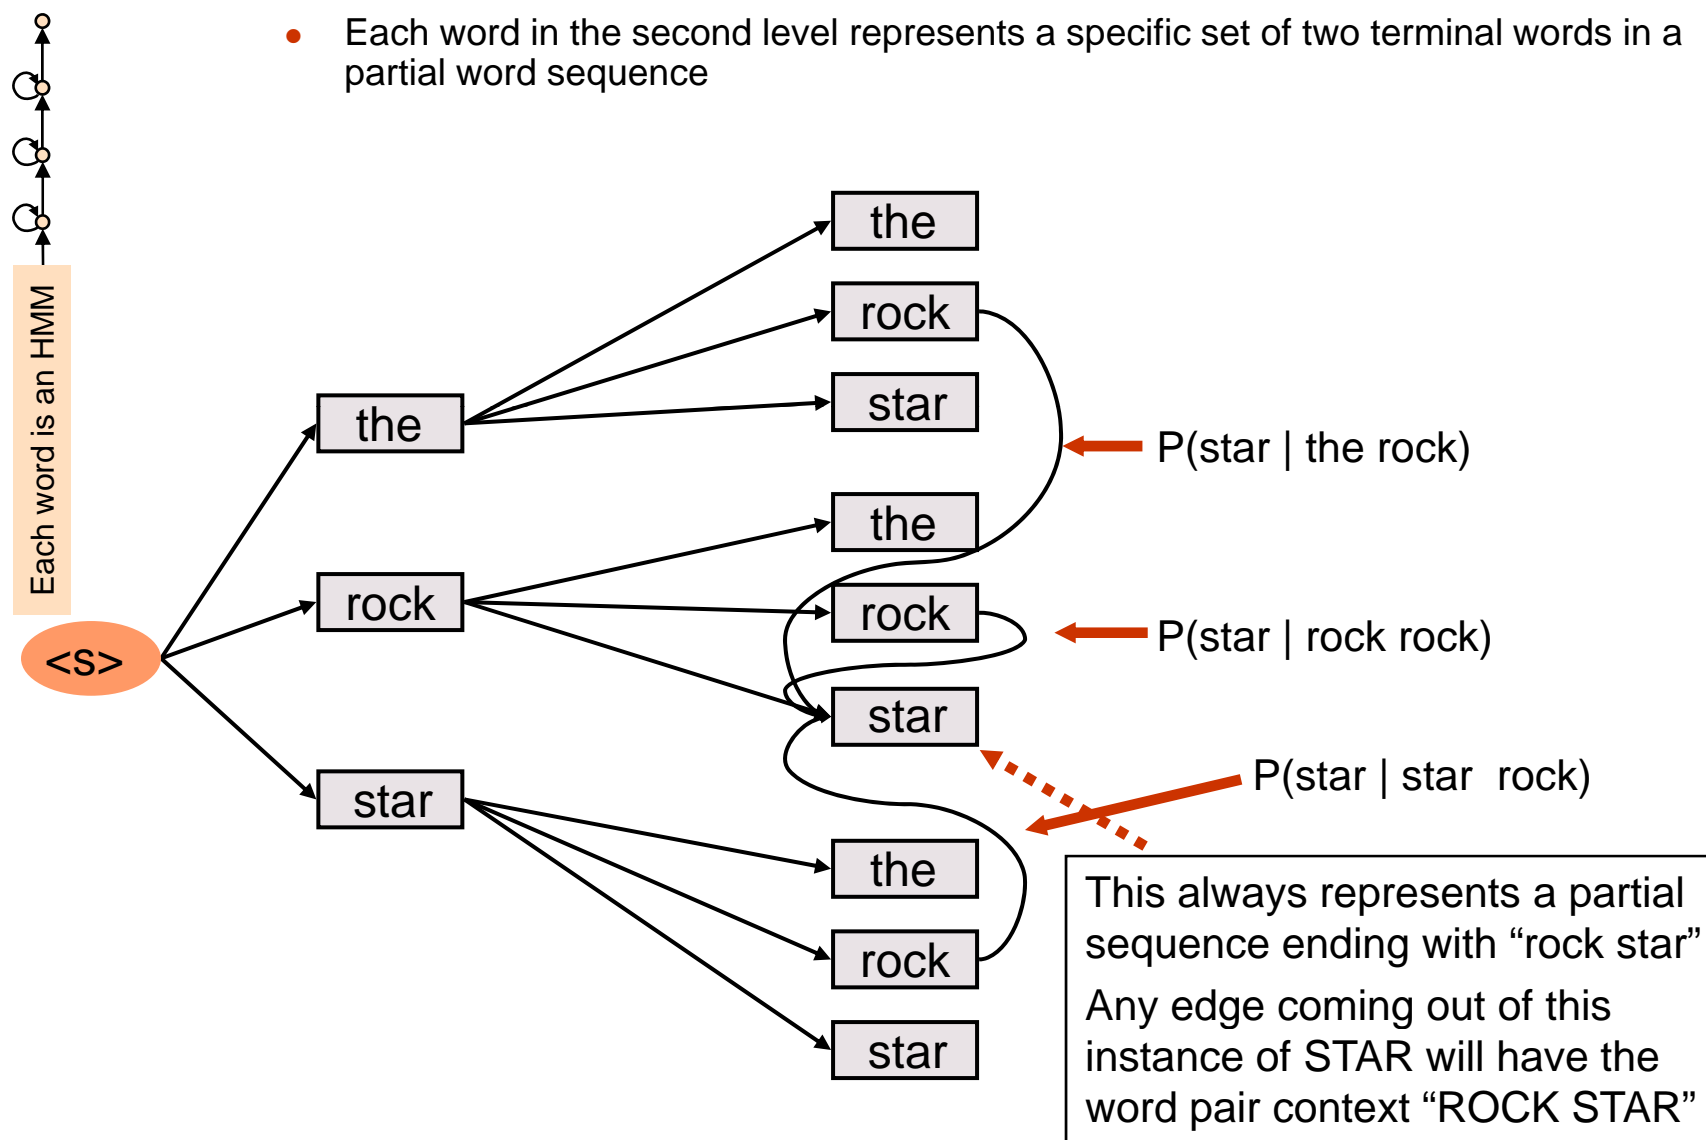 Each word in the second level represents a specific set of two terminal words in a
partial word sequence
Each word is an HMM
<s>
the
rock
star
the
rock
star
the
rock
star
the
rock
star
P(star | the rock)
P(star | rock rock)
P(star | star rock)
This always represents a partial
sequence ending with “rock star”
Any edge coming out of this
instance of STAR will have the
word pair context “ROCK STAR”